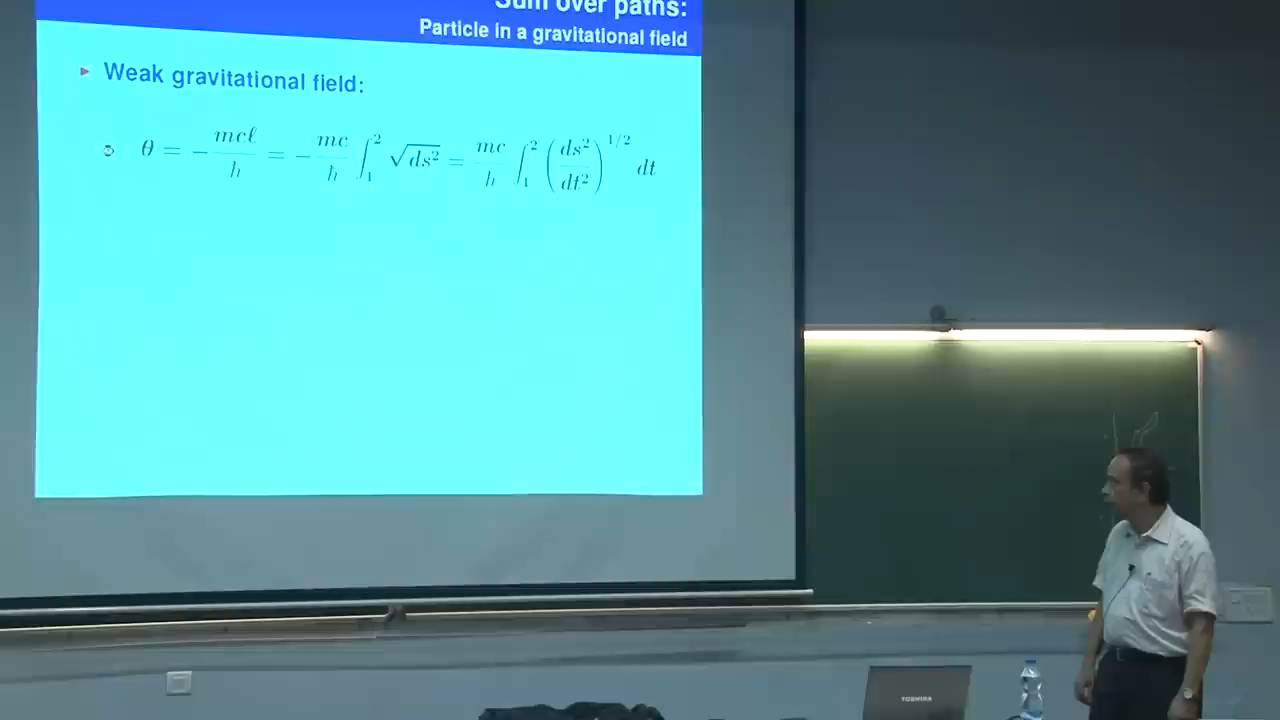 Sum over paths:
Particle in a gravitational field
Weak gravitational field:
θ = − mcℓ/h = − mc/h ∫₁² √ds² = mc/h ∫₁² (ds²/dt²)^1/2 dt
TOSHIBA